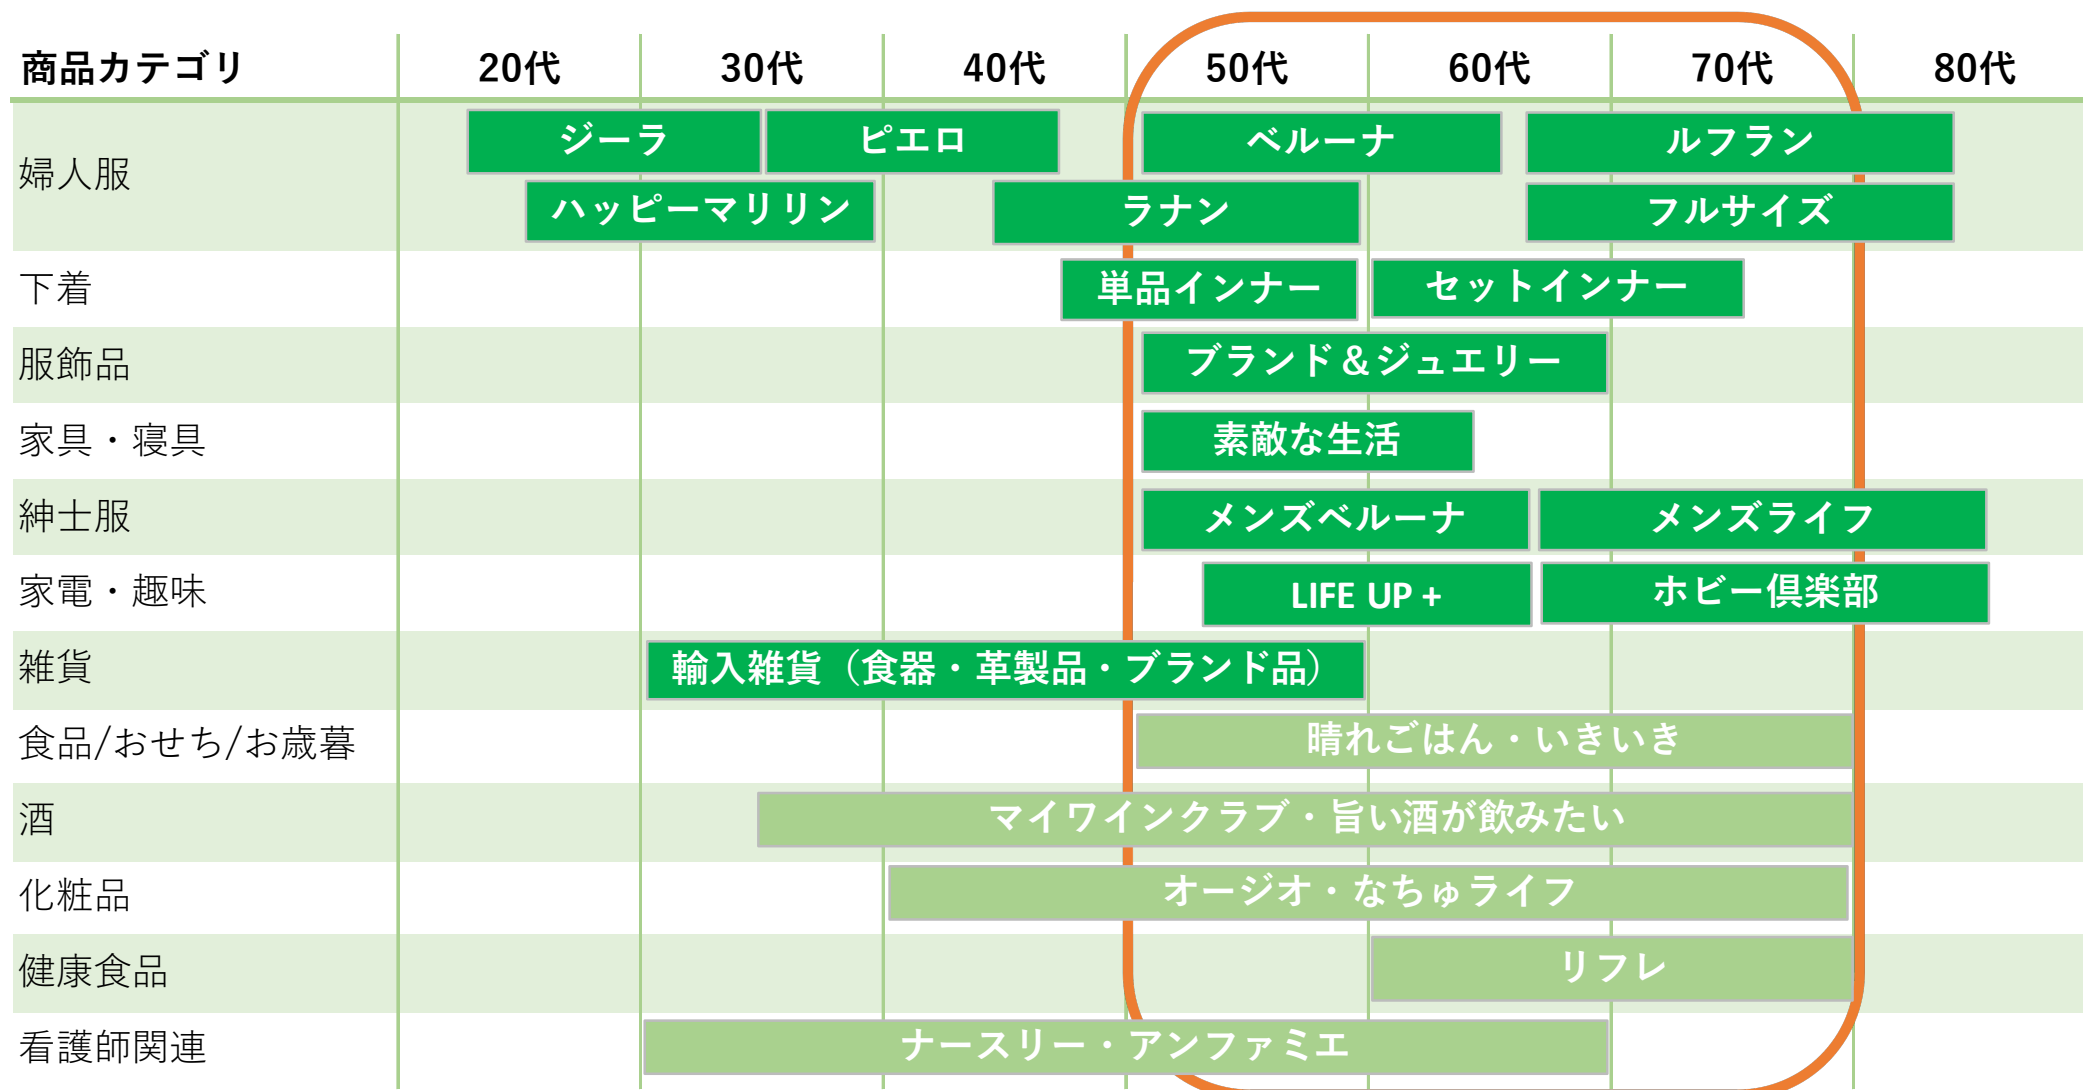 商品カテゴリ 20代 30代 40代 50代 60代 70代 80代
婦人服
ジーラ ピエロ ベルーナ ルフラン
ハッピーマリリン ラナン フルサイズ
下着 単品インナー セットインナー
服飾品 ブランド＆ジュエリー
家具・寝具 素敵な生活
紳士服 メンズベルーナ メンズライフ
家電・趣味 LIFE UP + ホビー倶楽部
雑貨 輸入雑貨（食器・革製品・ブランド品）
食品/おせち/お歳暮 晴れごはん・いきいき
酒 マイワインクラブ・旨い酒が飲みたい
化粧品 オージオ・なちゅライフ
健康食品 リフレ
看護師関連 ナースリー・アンファミエ